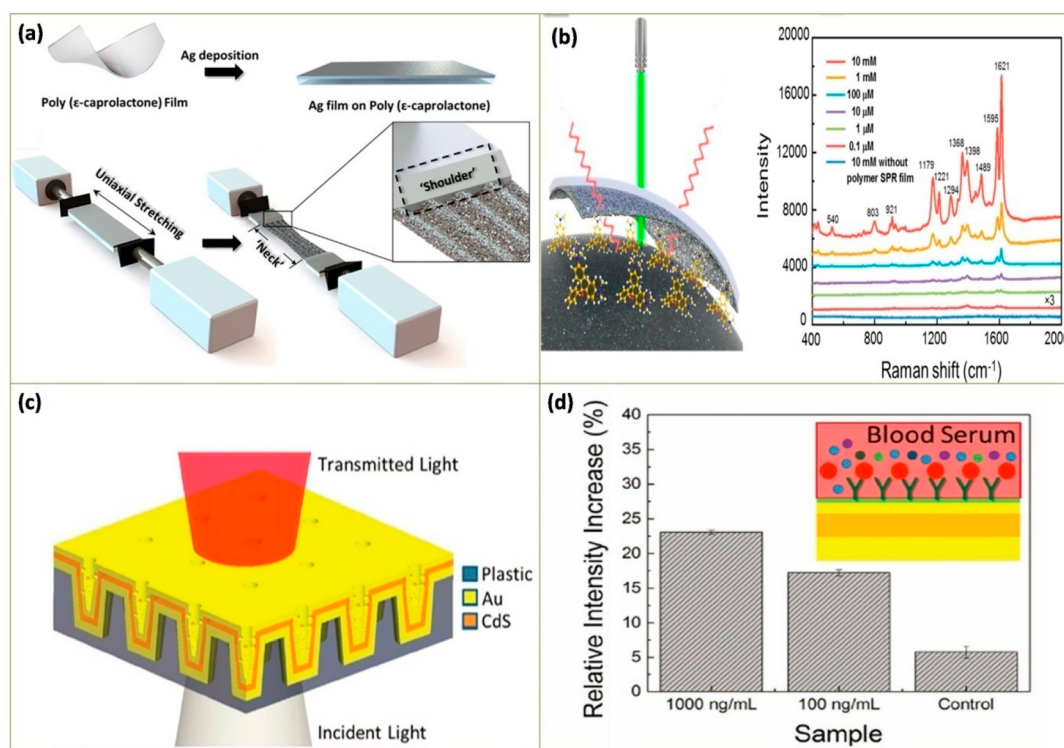 (a)
Ag deposition
Poly (ε-caprolactone) Film
Ag film on Poly (ε-caprolactone)
Uniaxial Stretching
'Neck'
'Shoulder'
(b)
20000
16000
12000
8000
4000
0
Intensity
10 mM
1 mM
100 μM
10 μM
1 μM
0.1 μM
10 mM without
polymer SPR film
540
803
921
1179
1221
1294
1368
1398
1489
1595
1621
×3
400
800
1200
1600
200
Raman shift (cm⁻¹)
(c)
Transmitted Light
Plastic
Au
CdS
Incident Light
(d)
40
35
30
25
23
15
10
5
0
Relative Intensity Increase (%)
Blood Serum
1000 ng/mL
100 ng/mL
Control
Sample